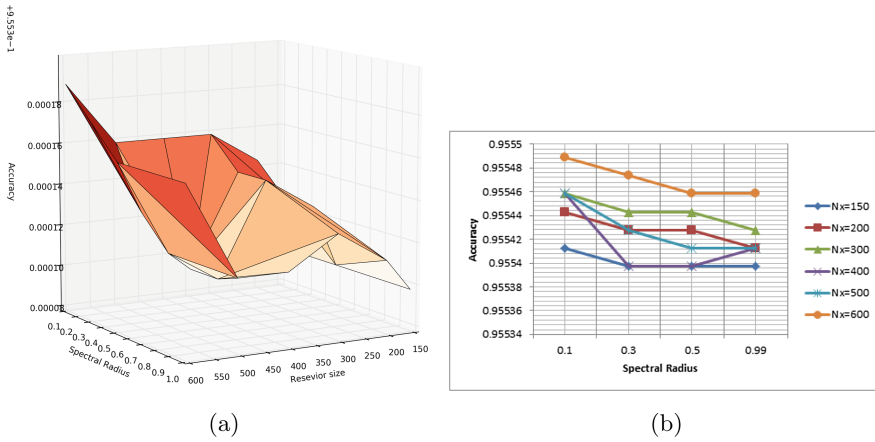 +9.553e−1
0.00018
0.00016
0.00014
0.00012
0.00010
0.00008
Accuracy
0.1
0.2
0.3
0.4
0.5
0.6
0.7
0.8
0.9
1.0
Spectral Radius
600 550 500 450 400 350 300 250 200 150
Resevior size
(a)
0.9555
0.95548
0.95546
0.95544
0.95542
0.9554
0.95538
0.95536
0.95534
Accuracy
0.1 0.3 0.5 0.99
Spectral Radius
Nx=150
Nx=200
Nx=300
Nx=400
Nx=500
Nx=600
(b)